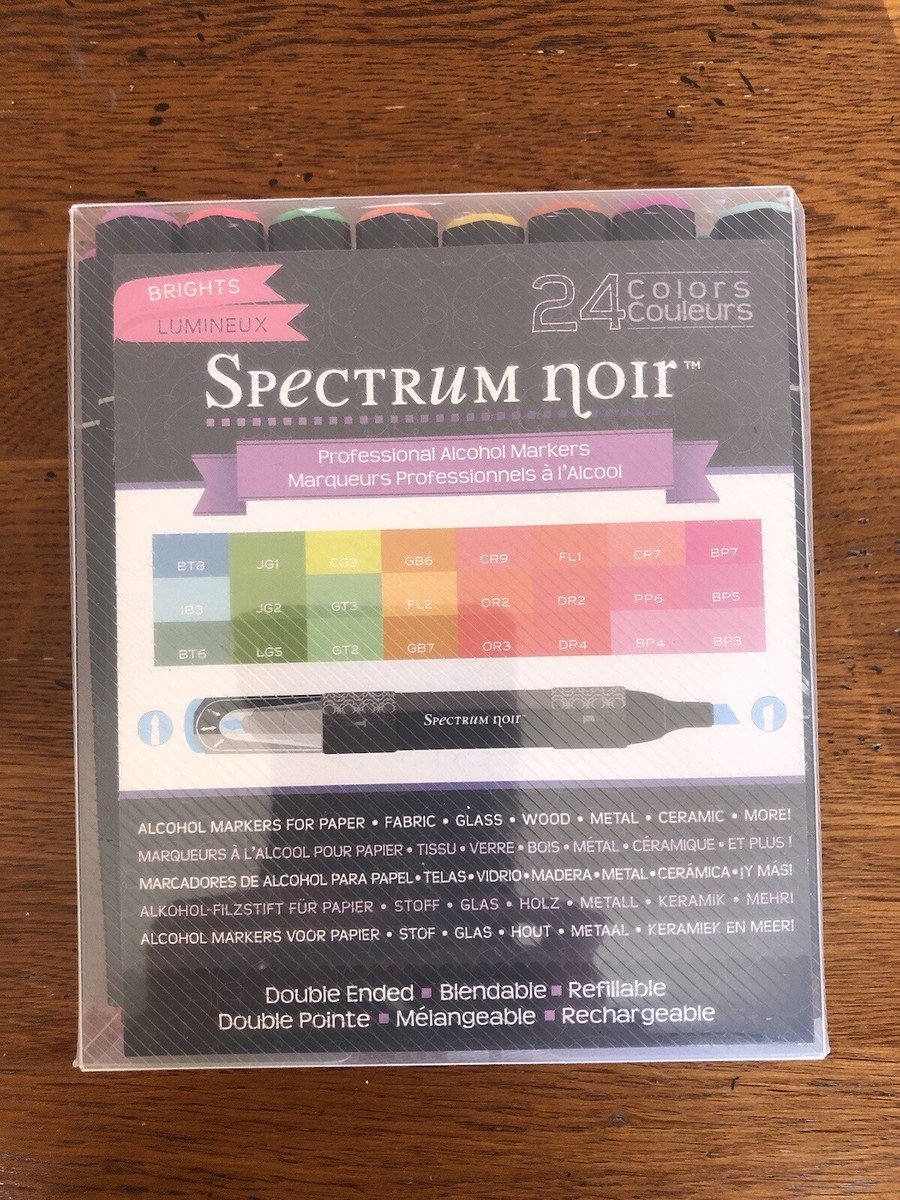 BRIGHTS
LUMINEUX
24 Colors
Couleurs
SPECTRUM NOIR™
Professional Alcohol Markers
Marqueurs Professionnels à l'Alcool
BT8 JG1 CG3 GB6 CR9 FL1 CR7 BP7
IB3 JG2 GT3 FL2 OR2 DR2 PP6 BP5
BT6 LG5 GT2 GB7 OR3 DR4 BP4 BP3
SPECTRUM NOIR™
ALCOHOL MARKERS FOR PAPER • FABRIC • GLASS • WOOD • METAL • CERAMIC • MORE!
MARQUEURS À L'ALCOOL POUR PAPIER • TISSU • VERRE • BOIS • MÉTAL • CÉRAMIQUE • ET PLUS !
MARCADORES DE ALCOHOL PARA PAPEL • TELAS • VIDRIO • MADERA • METAL • CERÁMICA • ¡Y MÁS!
ALKOHOL-FILZSTIFT FÜR PAPIER • STOFF • GLAS • HOLZ • METALL • KERAMIK • MEHR!
ALCOHOL MARKERS VOOR PAPIER • STOF • GLAS • HOUT • METAAL • KERAMIEK EN MEER!
Double Ended ▪ Blendable ▪ Refillable
Double Pointe ▪ Mélangeable ▪ Rechargeable